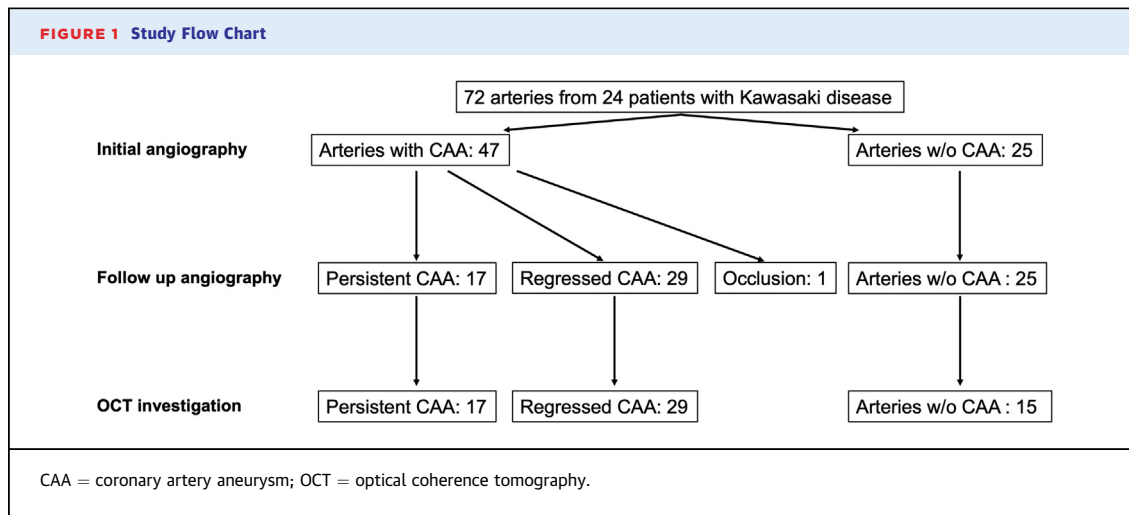 FIGURE 1 Study Flow Chart
72 arteries from 24 patients with Kawasaki disease
Initial angiography
Arteries with CAA: 47
Arteries w/o CAA: 25
Follow up angiography
Persistent CAA: 17
Regressed CAA: 29
Occlusion: 1
Arteries w/o CAA : 25
OCT investigation
Persistent CAA: 17
Regressed CAA: 29
Arteries w/o CAA : 15
CAA = coronary artery aneurysm; OCT = optical coherence tomography.